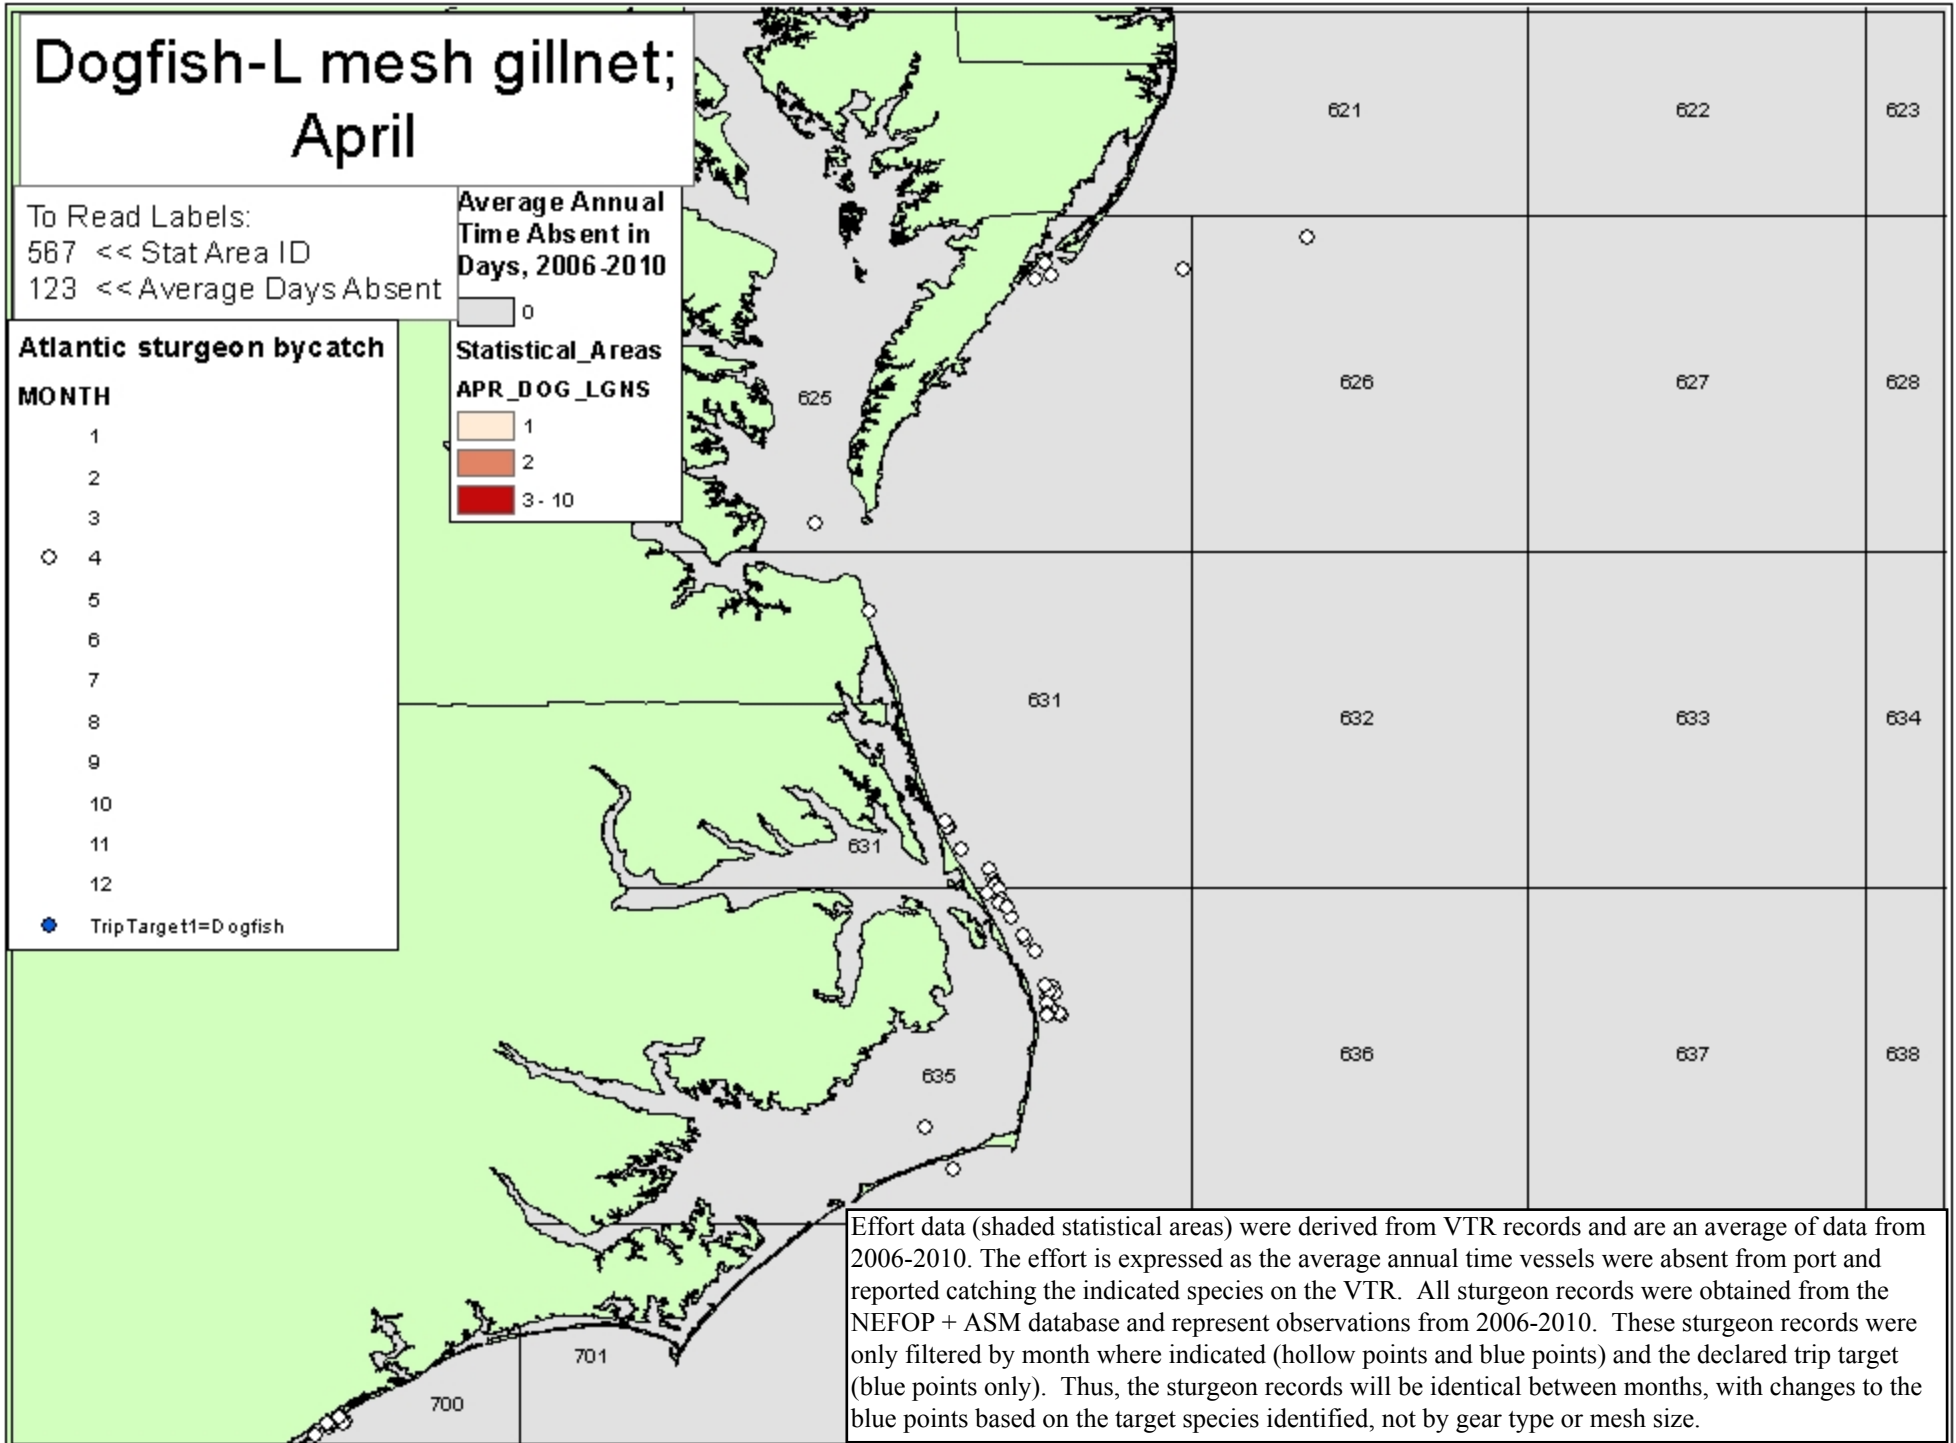 Dogfish-L mesh gillnet;
April
To Read Labels:
567 << Stat Area ID
123 << Average Days Absent
Average Annual
Time Absent in
Days, 2006-2010
0
Statistical_Areas
APR_DOG_LGNS
1
2
3 - 10
Atlantic sturgeon bycatch
MONTH
1
2
3
4
5
6
7
8
9
10
11
12
TripTarget1=Dogfish
621
622
623
625
626
627
628
631
632
633
634
631
635
636
637
638
701
700
Effort data (shaded statistical areas) were derived from VTR records and are an average of data from
2006-2010. The effort is expressed as the average annual time vessels were absent from port and
reported catching the indicated species on the VTR. All sturgeon records were obtained from the
NEFOP + ASM database and represent observations from 2006-2010. These sturgeon records were
only filtered by month where indicated (hollow points and blue points) and the declared trip target
(blue points only). Thus, the sturgeon records will be identical between months, with changes to the
blue points based on the target species identified, not by gear type or mesh size.